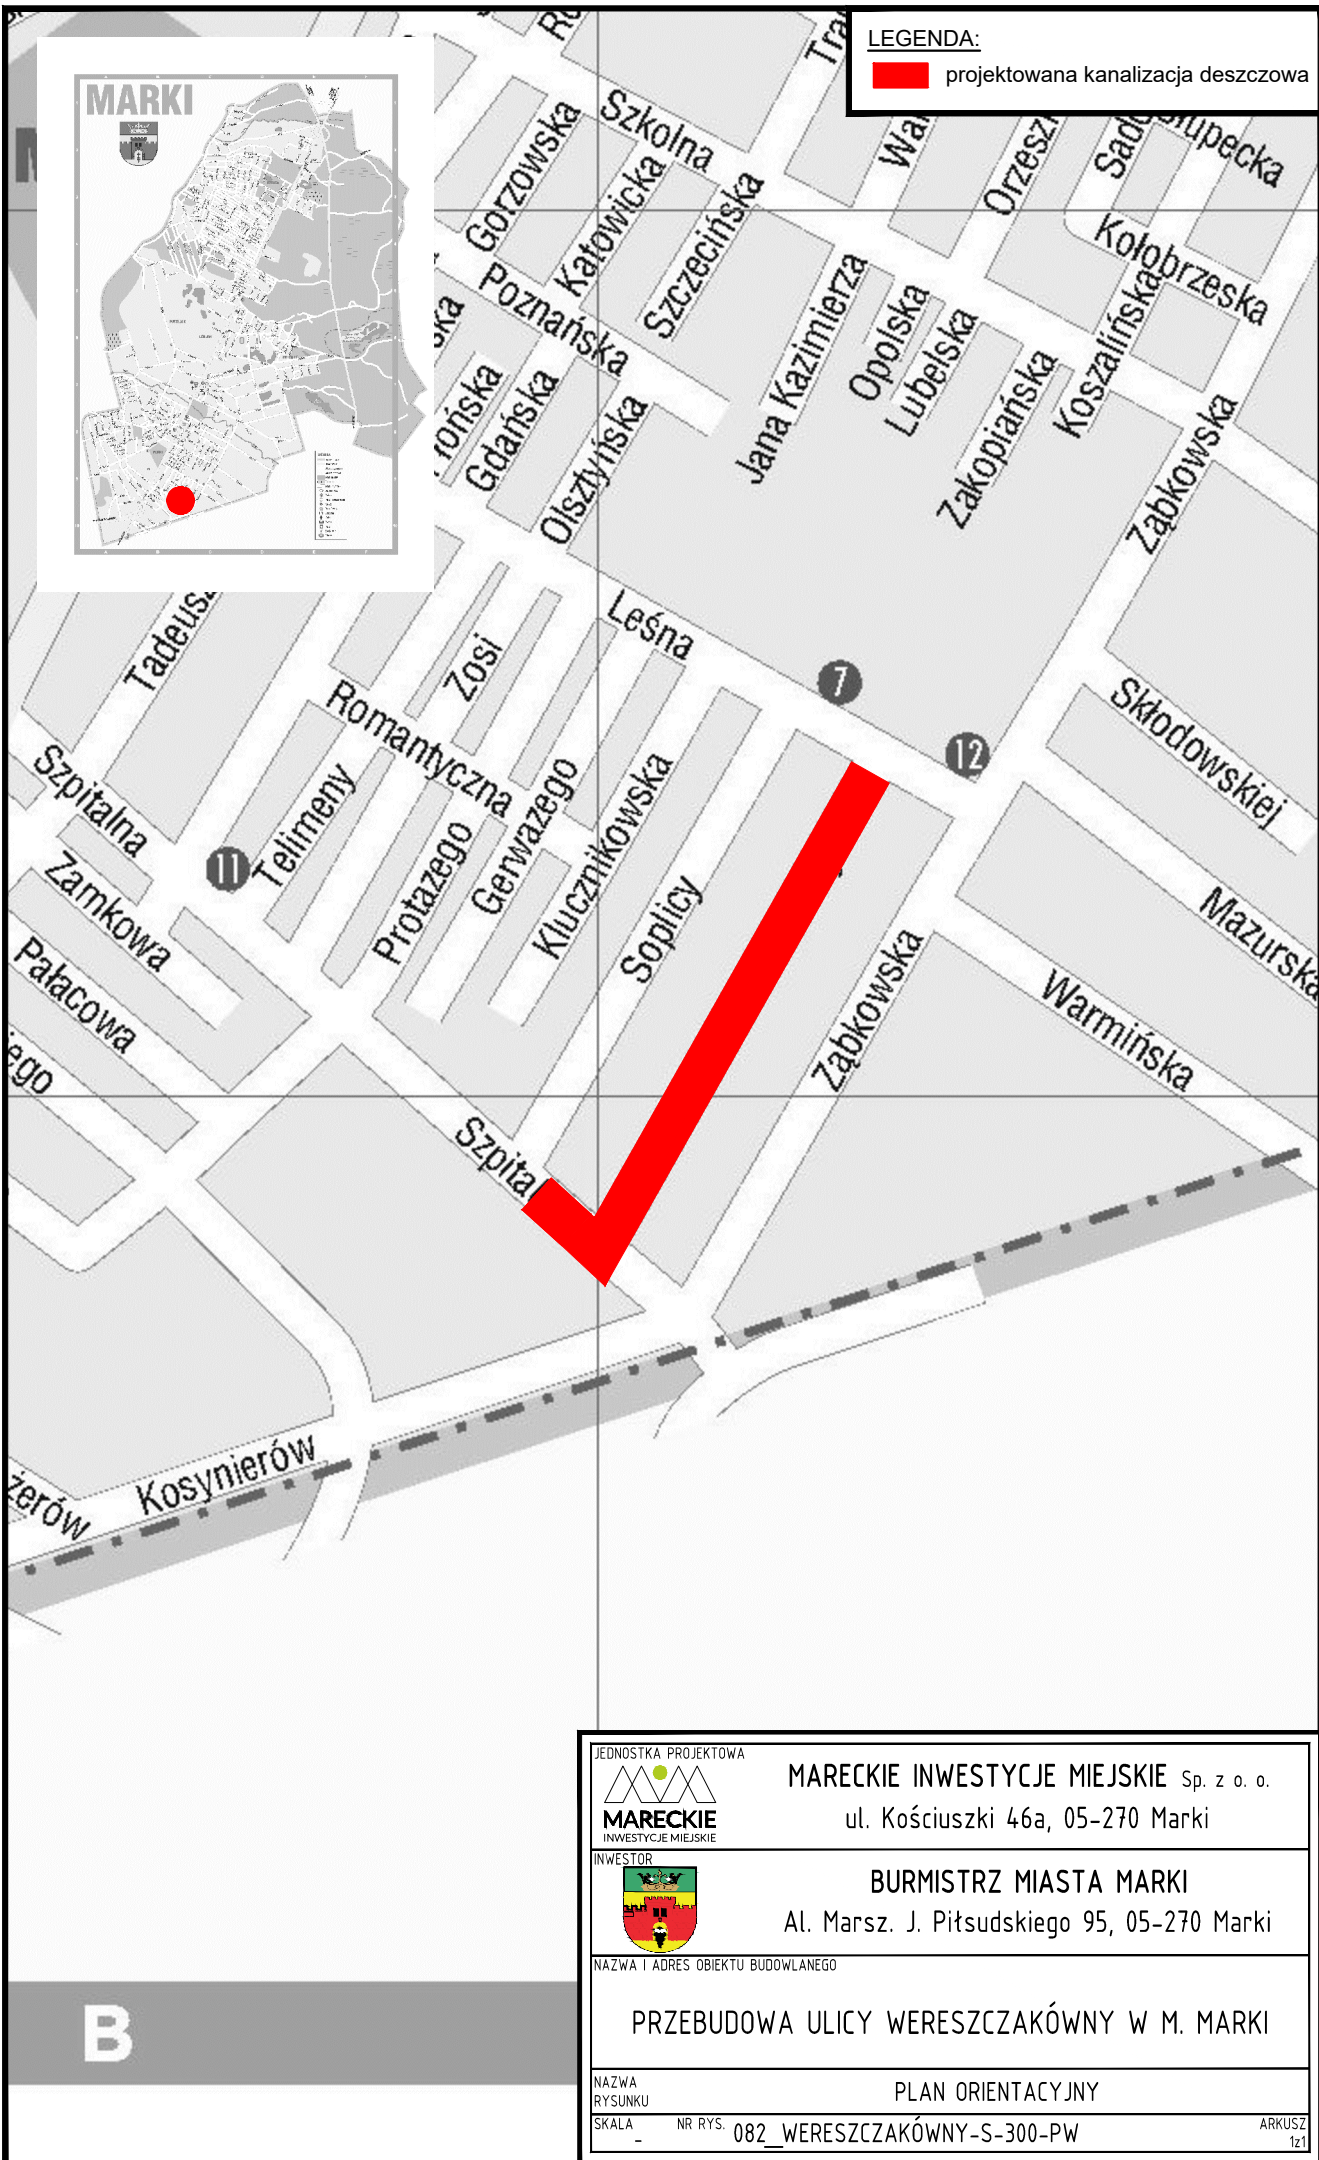 LEGENDA:
projektowana kanalizacja deszczowa
MARKI
Szkolna
Gorzowska
Katowicka
Szczecińska
Poznańska
Gdańska
Olsztyńska
Jana Kazimierza
Opolska
Lubelska
Zakopiańska
Koszalińska
Kołobrzeska
Ząbkowska
Leśna
7
12
Skłodowskiej
Mazurska
Warmińska
Ząbkowska
Zosi
Romantyczna
Telimeny
Protazego
Gerwazego
Klucznikowska
Soplicy
Szpitalna
11
Zamkowa
Pałacowa
Szpital
Kosynierów
B
JEDNOSTKA PROJEKTOWA
MARECKIE
INWESTYCJE MIEJSKIE
MARECKIE INWESTYCJE MIEJSKIE Sp. z o. o.
ul. Kościuszki 46a, 05-270 Marki
INWESTOR
BURMISTRZ MIASTA MARKI
Al. Marsz. J. Piłsudskiego 95, 05-270 Marki
NAZWA I ADRES OBIEKTU BUDOWLANEGO
PRZEBUDOWA ULICY WERESZCZAKÓWNY W M. MARKI
NAZWA
RYSUNKU
PLAN ORIENTACYJNY
SKALA
-
NR RYS. 082_WERESZCZAKÓWNY-S-300-PW
ARKUSZ
1z1